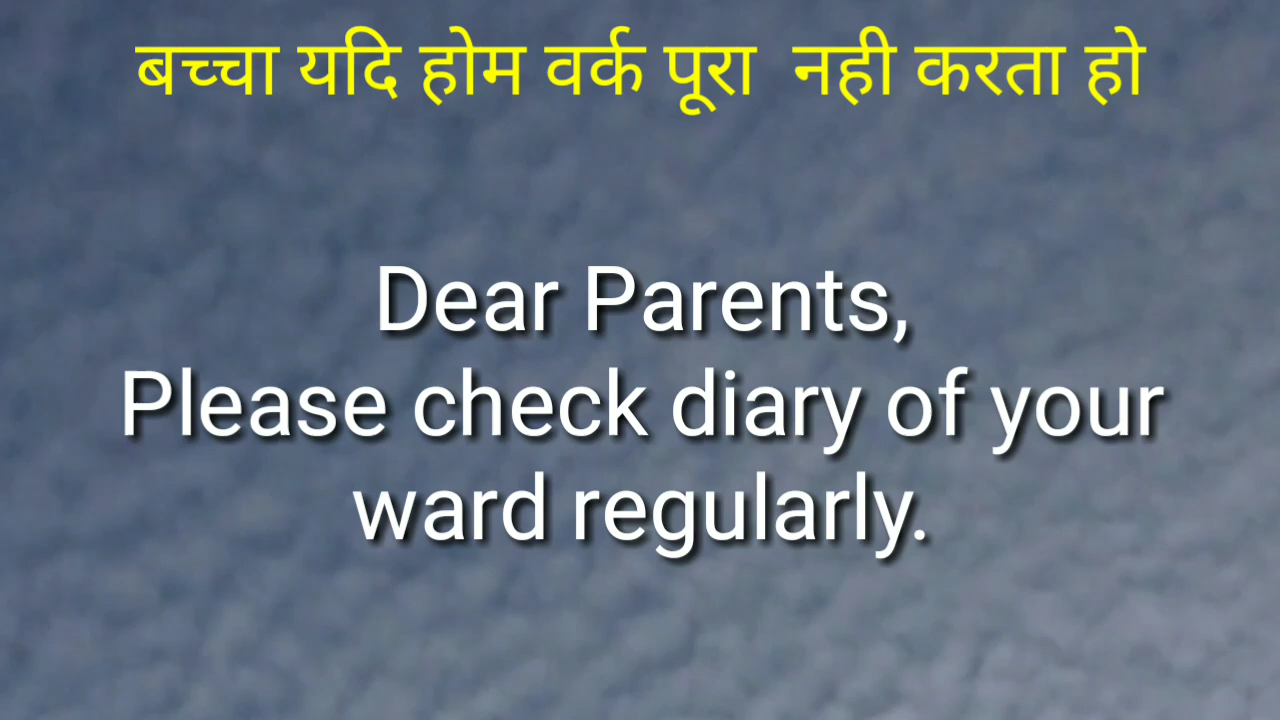 बच्चा यदि होम वर्क पूरा नही करता हो
Dear Parents,
Please check diary of your
ward regularly.